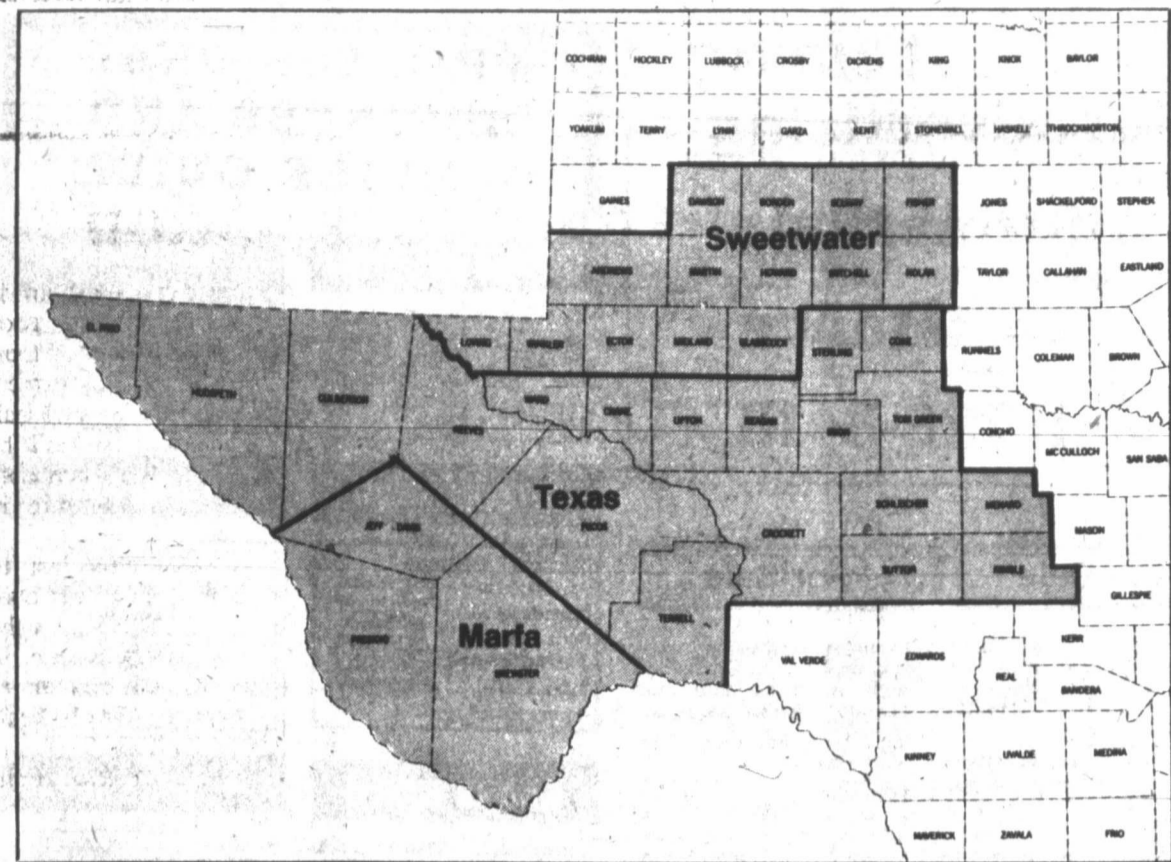 COCHRAN HOCKLEY LUBBOCK CROSBY DICKENS KING KNOX BAYLOR
YOAKUM TERRY LYNN GARZA KENT STONEWALL HASKELL THROCKMORTON
GAINES DAWSON BORDEN SCURRY FISHER JONES SHACKELFORD STEPHEN
Sweetwater
ANDREWS MARTIN HOWARD MITCHELL NOLAN TAYLOR CALLAHAN EASTLAND
EL PASO LOVING WINKLER ECTOR MIDLAND GLASSCOCK STERLING COKE RUNNELS COLEMAN BROWN
HUDSPETH CULBERSON REEVES WARD CRANE UPTON REAGAN IRION TOM GREEN CONCHO
MC CULLOCH SAN SABA
Texas
JEFF DAVIS PECOS CROCKETT SCHLEICHER MENARD MASON
SUTTON KIMBLE GILLESPIE
PRESIDIO Marfa TERRELL
BREWSTER VAL VERDE EDWARDS KERR
REAL BANDERA
KINNEY UVALDE MEDINA
MAVERICK ZAVALA FRIO